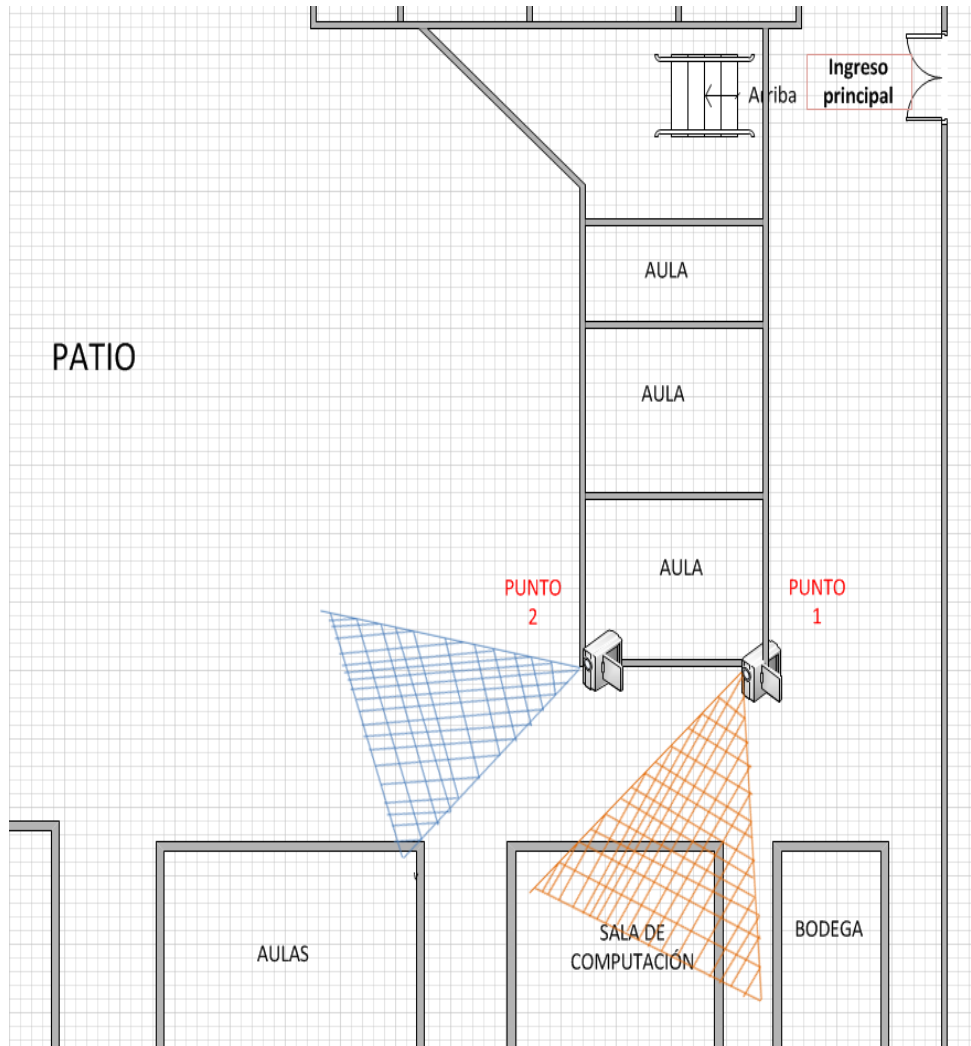 Ingreso
principal
Arriba
AULA
PATIO
AULA
AULA
PUNTO
2
PUNTO
1
AULAS
SALA DE
COMPUTACIÓN
BODEGA